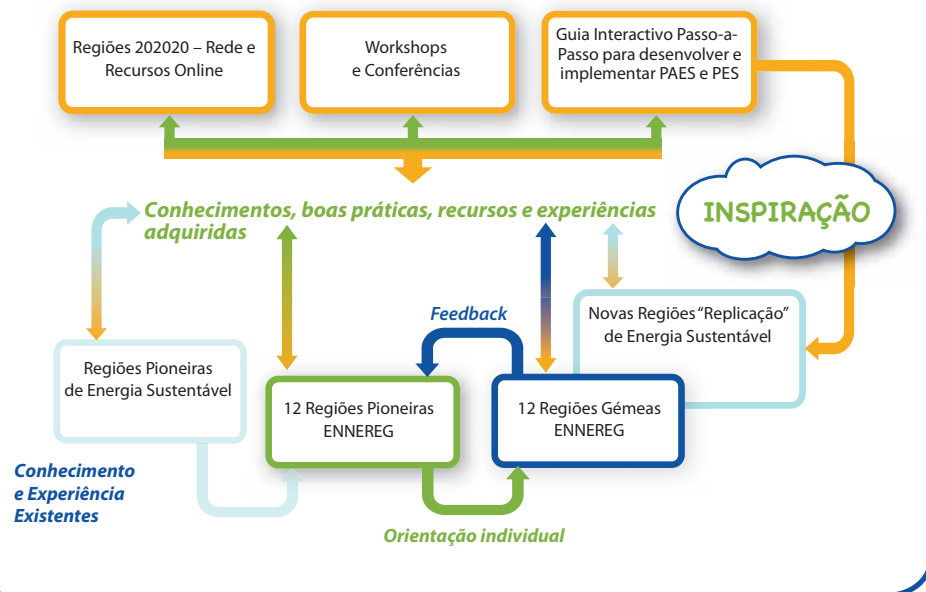 Regiões 202020 – Rede e
Recursos Online
Workshops
e Conferências
Guia Interactivo Passo-a-
Passo para desenvolver e
implementar PAES e PES
INSPIRAÇÃO
Conhecimentos, boas práticas, recursos e experiências
adquiridas
Feedback
Novas Regiões “Replicação”
de Energia Sustentável
Regiões Pioneiras
de Energia Sustentável
12 Regiões Pioneiras
ENNEREG
12 Regiões Gémeas
ENNEREG
Conhecimento
e Experiência
Existentes
Orientação individual